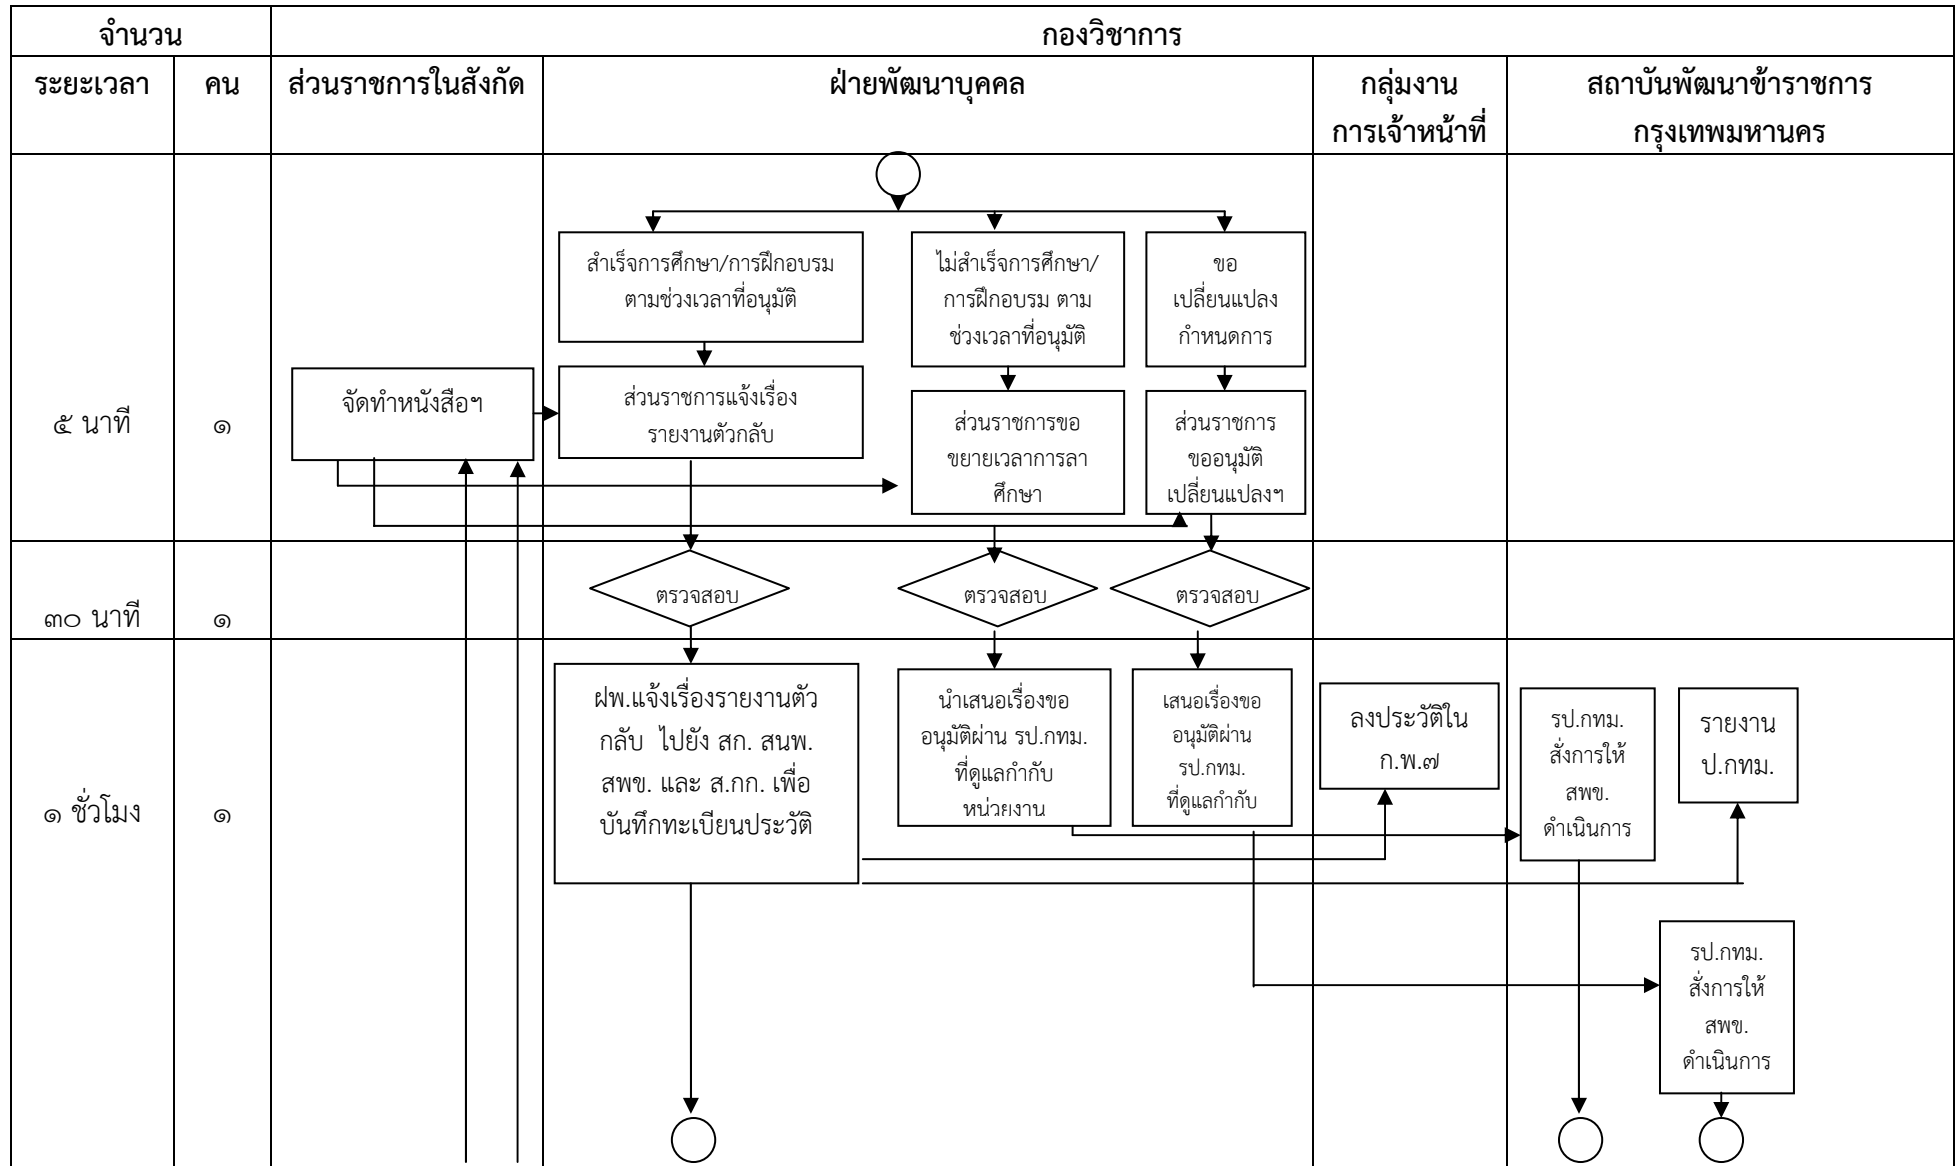 จำนวน
กองวิชาการ
ระยะเวลา
คน
ส่วนราชการในสังกัด
ฝ่ายพัฒนาบุคคล
กลุ่มงาน
การเจ้าหน้าที่
สถาบันพัฒนาข้าราชการ
กรุงเทพมหานคร
สำเร็จการศึกษา/การฝึกอบรม
ตามช่วงเวลาที่อนุมัติ
ไม่สำเร็จการศึกษา/
การฝึกอบรม ตาม
ช่วงเวลาที่อนุมัติ
ขอ
เปลี่ยนแปลง
กำหนดการ
๕ นาที
๑
จัดทำหนังสือฯ
ส่วนราชการแจ้งเรื่อง
รายงานตัวกลับ
ส่วนราชการขอ
ขยายเวลาการลา
ศึกษา
ส่วนราชการ
ขออนุมัติ
เปลี่ยนแปลงฯ
๓๐ นาที
๑
ตรวจสอบ
ตรวจสอบ
ตรวจสอบ
๑ ชั่วโมง
๑
ฝพ.แจ้งเรื่องรายงานตัว
กลับ ไปยัง สก. สนพ.
สพข. และ ส.กก. เพื่อ
บันทึกทะเบียนประวัติ
นำเสนอเรื่องขอ
อนุมัติผ่าน รป.กทม.
ที่ดูแลกำกับ
หน่วยงาน
เสนอเรื่องขอ
อนุมัติผ่าน
รป.กทม.
ที่ดูแลกำกับ
ลงประวัติใน
ก.พ.๗
รป.กทม.
สั่งการให้
สพข.
ดำเนินการ
รายงาน
ป.กทม.
รป.กทม.
สั่งการให้
สพข.
ดำเนินการ